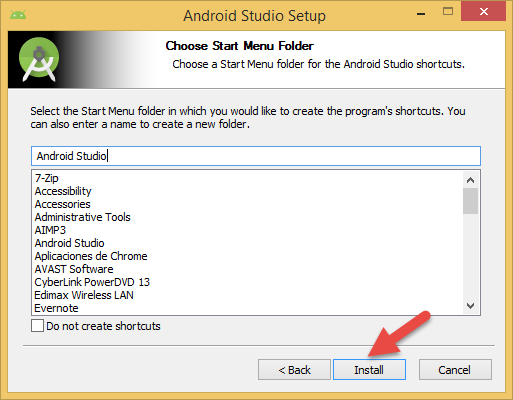 Android Studio Setup
Choose Start Menu Folder
Choose a Start Menu folder for the Android Studio shortcuts.
Select the Start Menu folder in which you would like to create the program's shortcuts. You
can also enter a name to create a new folder.
Android Studio
7-Zip
Accessibility
Accessories
Administrative Tools
AIMP3
Android Studio
Aplicaciones de Chrome
AVAST Software
CyberLink PowerDVD 13
Edimax Wireless LAN
Evernote
Do not create shortcuts
< Back
Install
Cancel